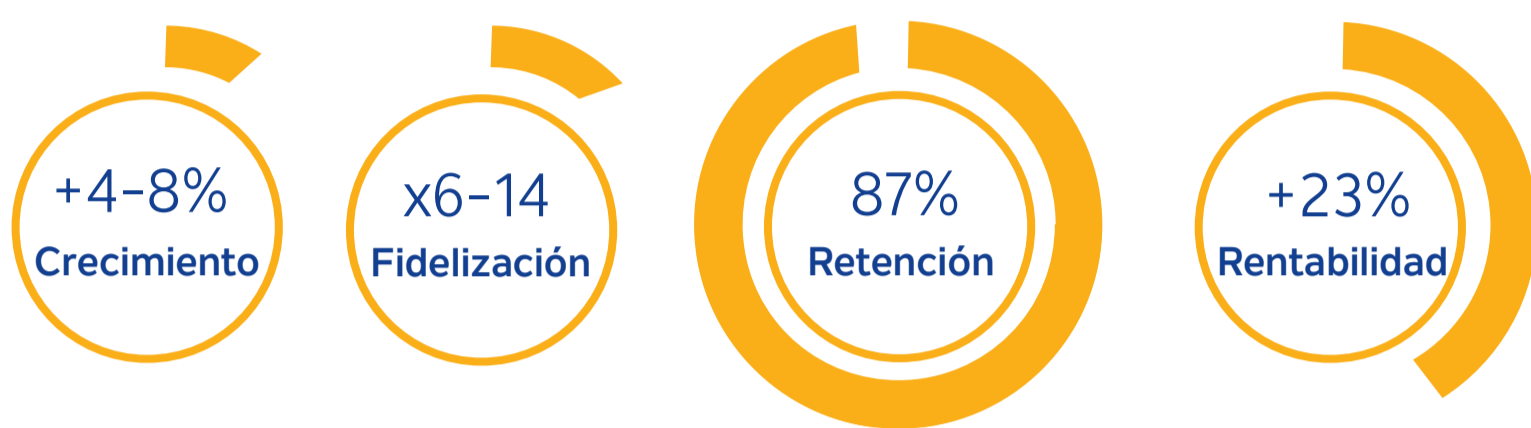 +4-8%
Crecimiento
x6-14
Fidelización
87%
Retención
+23%
Rentabilidad